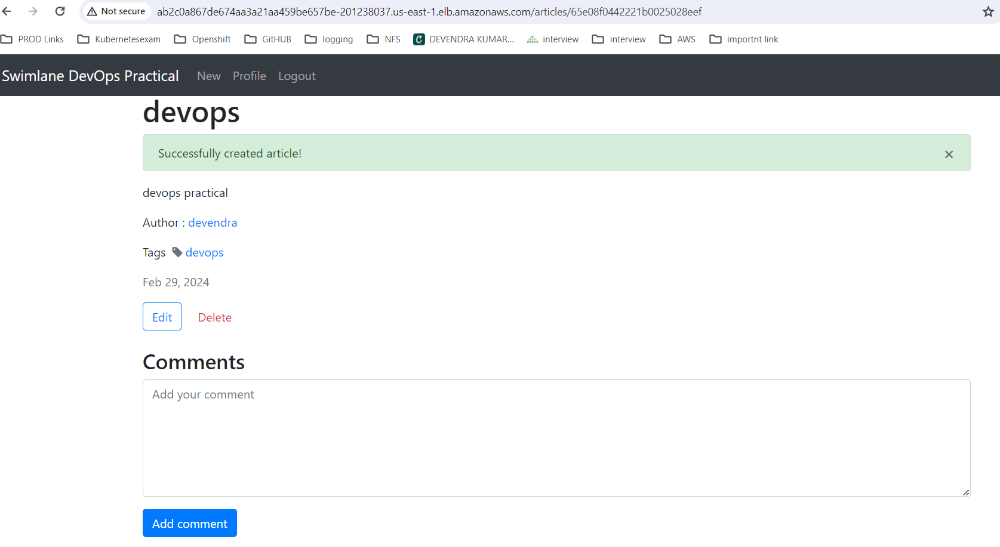 Not secure ab2c0a867de674aa3a21aa459be657be-201238037.us-east-1.elb.amazonaws.com/articles/65e08f0442221b0025028eef
PROD Links Kubernetesexam Openshift GitHUB logging NFS DEVENDRA KUMAR... interview interview AWS importnt link
Swimlane DevOps Practical New Profile Logout
devops
Successfully created article! ×
devops practical
Author : devendra
Tags devops
Feb 29, 2024
Edit Delete
Comments
Add your comment
Add comment